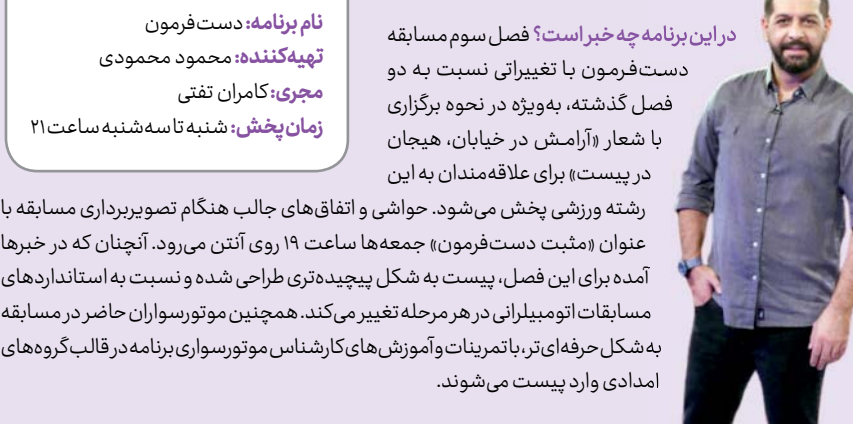 نام برنامه: دست‌فرمون
تهیه‌کننده: محمود محمودی
مجری: کامران تفتی
زمان پخش: شنبه تا سه‌شنبه ساعت ۲۱
در این برنامه چه خبر است؟ فصل سوم مسابقه
دست‌فرمون با تغییراتی نسبت به دو
فصل گذشته، به‌ویژه در نحوه برگزاری
با شعار «آرامش در خیابان، هیجان
در پیست» برای علاقه‌مندان به این
رشته ورزشی پخش می‌شود. حواشی و اتفاق‌های جالب هنگام تصویربرداری مسابقه با
عنوان «مثبت دست‌فرمون» جمعه‌ها ساعت ۱۹ روی آنتن می‌رود. آنچنان که در خبرها
آمده برای این فصل، پیست به شکل پیچیده‌تری طراحی شده و نسبت به استانداردهای
مسابقات اتومبیلرانی در هر مرحله تغییر می‌کند. همچنین موتورسواران حاضر در مسابقه
به شکل حرفه‌ای‌تر، با تمرینات و آموزش‌های کارشناس موتورسواری برنامه در قالب گروه‌های
امدادی وارد پیست می‌شوند.